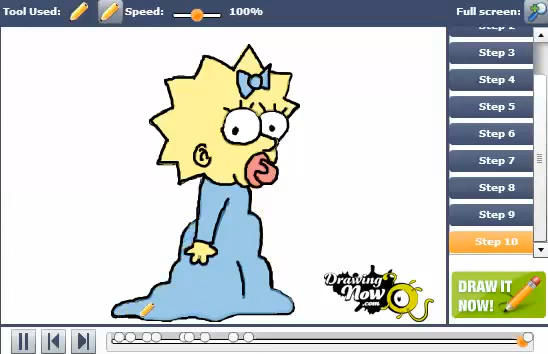 Tool Used:
Speed:
100%
Full screen:
Step 3
Step 4
Step 5
Step 6
Step 7
Step 8
Step 9
Step 10
Drawing
Now.com
DRAW IT
NOW!